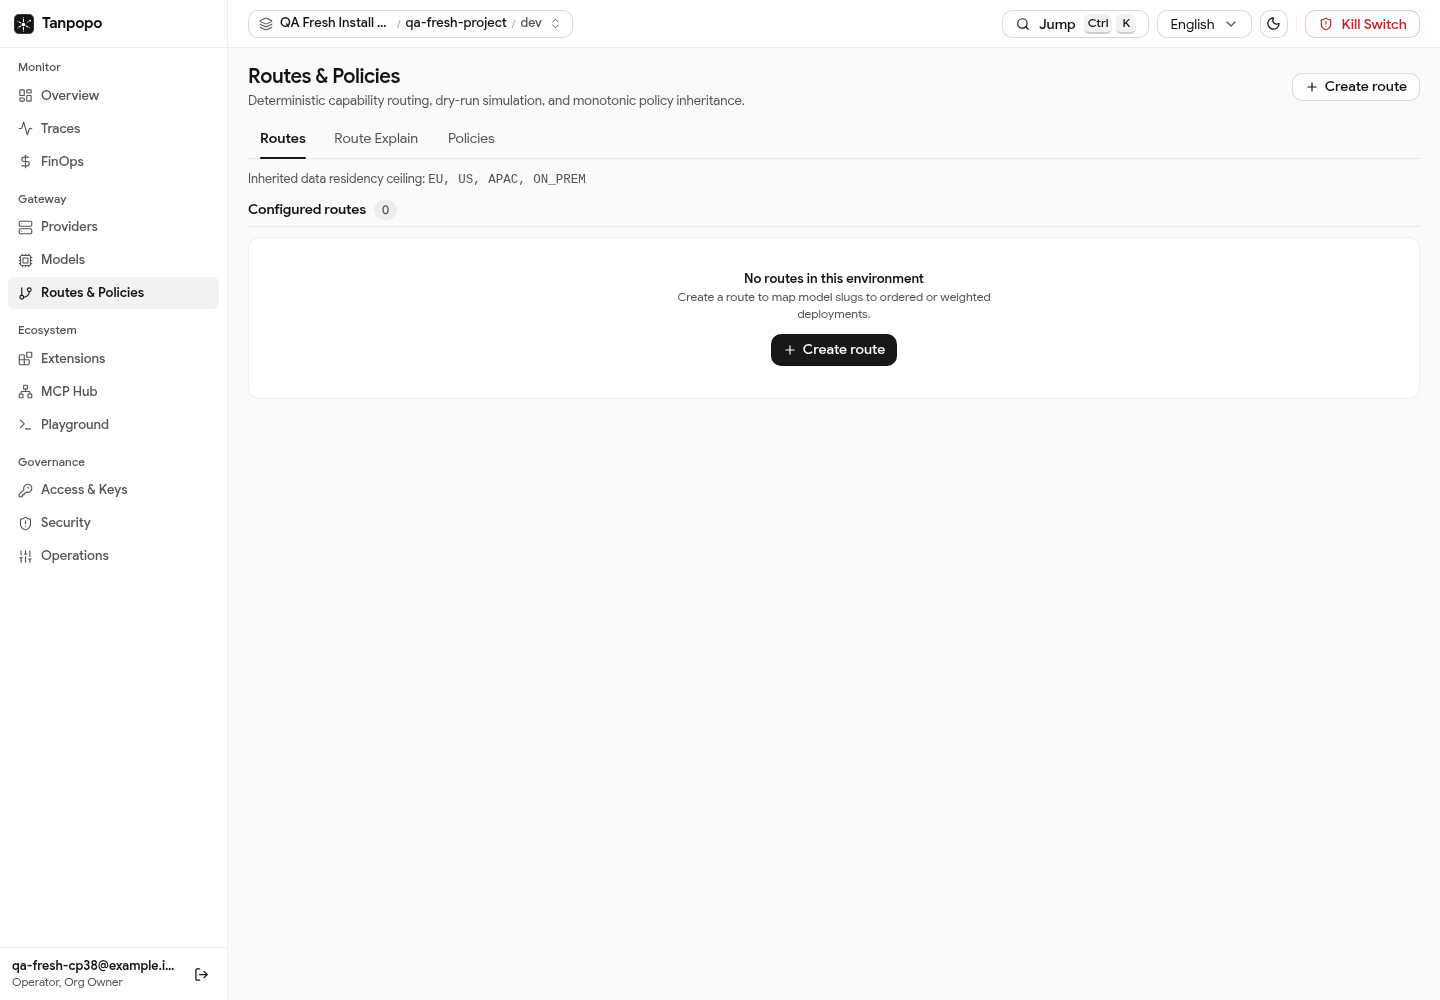 Tanpopo
QA Fresh Install ... / qa-fresh-project / dev
Jump Ctrl K
English
Kill Switch
Monitor
Overview
Traces
FinOps
Gateway
Providers
Models
Routes & Policies
Ecosystem
Extensions
MCP Hub
Playground
Governance
Access & Keys
Security
Operations
qa-fresh-cp38@example.i...
Operator, Org Owner
Routes & Policies
Deterministic capability routing, dry-run simulation, and monotonic policy inheritance.
Create route
Routes Route Explain Policies
Inherited data residency ceiling: EU, US, APAC, ON_PREM
Configured routes 0
No routes in this environment
Create a route to map model slugs to ordered or weighted
deployments.
Create route